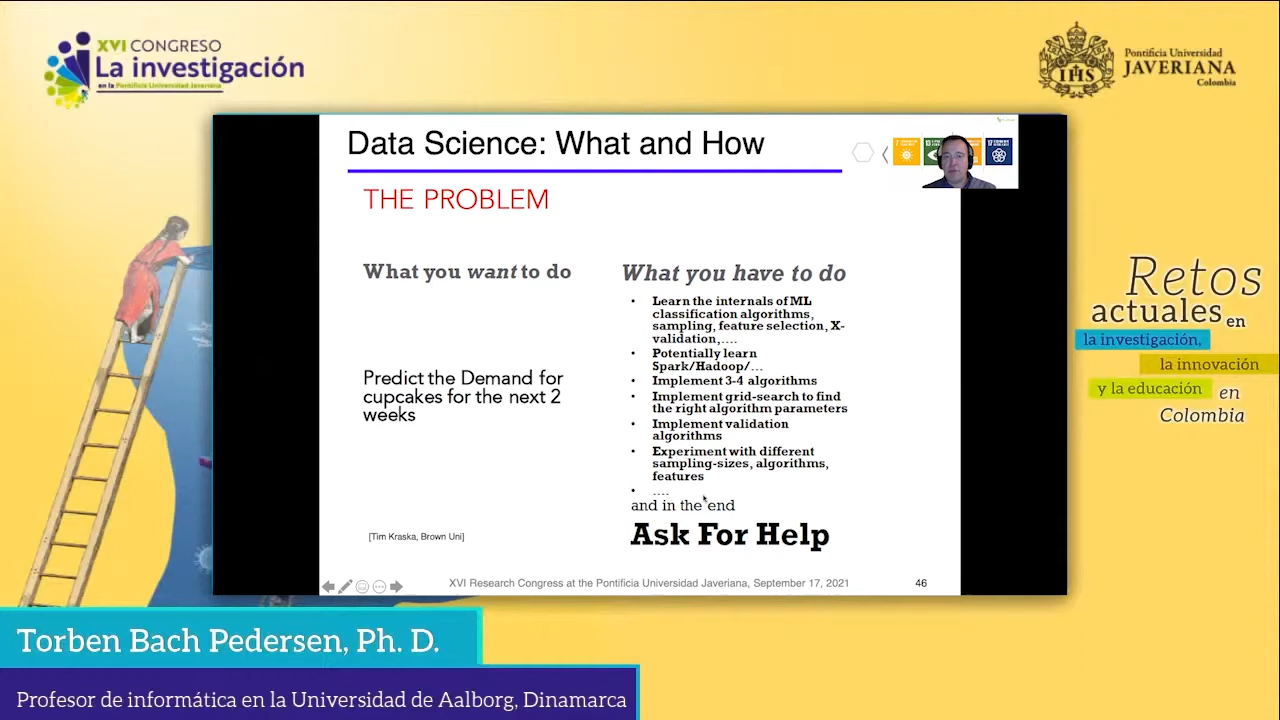 XVI CONGRESO
La investigación
en la Pontificia Universidad Javeriana
Pontificia Universidad
JAVERIANA
Colombia
Data Science: What and How
THE PROBLEM
What you want to do
Predict the Demand for
cupcakes for the next 2
weeks
[Tim Kraska, Brown Uni]
What you have to do
• Learn the internals of ML
classification algorithms,
sampling, feature selection, X-
validation,....
• Potentially learn
Spark/Hadoop/...
• Implement 3-4 algorithms
• Implement grid-search to find
the right algorithm parameters
• Implement validation
algorithms
• Experiment with different
sampling-sizes, algorithms,
features
• ....
and in the end
Ask For Help
XVI Research Congress at the Pontificia Universidad Javeriana, September 17, 2021
46
Retos
actuales en
la investigación,
la innovación
y la educación en
Colombia
Torben Bach Pedersen, Ph. D.
Profesor de informática en la Universidad de Aalborg, Dinamarca